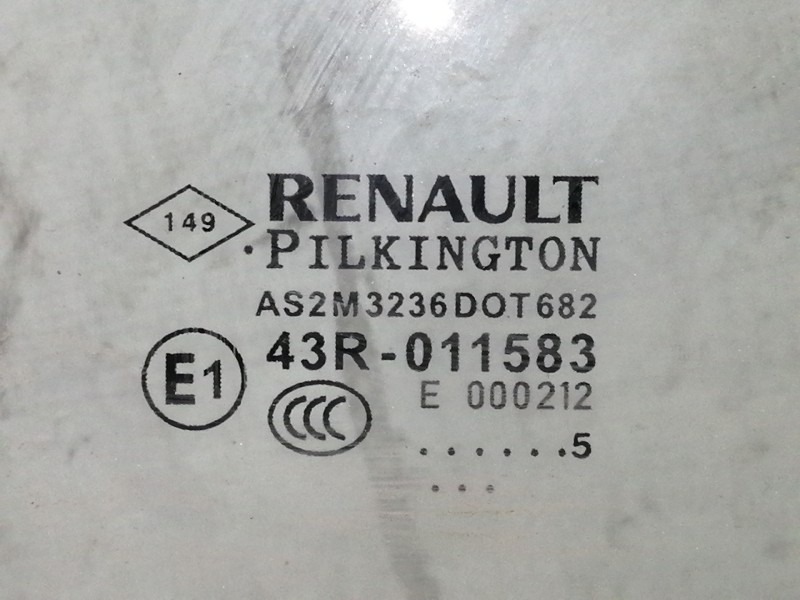 RENAULT
149
.PILKINGTON
AS2M3236DOT682
43R-011583
E1
E 000212
CCC
......5
...